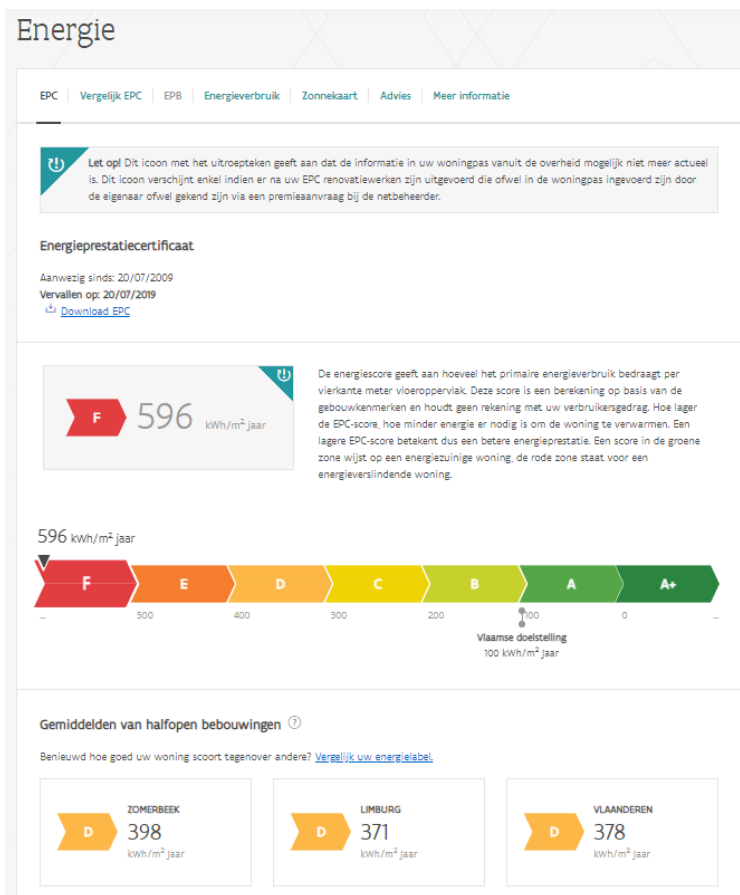 Energie
EPC Vergelijk EPC EPB Energieverbruik Zonnekaart Advies Meer informatie
Let op! Dit icoon met het uitroepteken geeft aan dat de informatie in uw woningpas vanuit de overheid mogelijk niet meer actueel
is. Dit icoon verschijnt enkel indien er na uw EPC renovatiewerken zijn uitgevoerd die ofwel in de woningpas ingevoerd zijn door
de eigenaar ofwel gekend zijn via een premieaanvraag bij de netbeheerder.
Energieprestatiecertificaat
Aanwezig sinds: 20/07/2009
Vervallen op: 20/07/2019
Download EPC
F 596 kWh/m² jaar
De energiescore geeft aan hoeveel het primaire energieverbruik bedraagt per
vierkante meter vloeroppervlak. Deze score is een berekening op basis van de
gebouwkenmerken en houdt geen rekening met uw verbruikersgedrag. Hoe lager
de EPC-score, hoe minder energie er nodig is om de woning te verwarmen. Een
lagere EPC-score betekent dus een betere energieprestatie. Een score in de groene
zone wijst op een energiezuinige woning, de rode zone staat voor een
energieverslindende woning.
596 kWh/m² jaar
F E D C B A A+
... 500 400 300 200 100 0 ...
Vlaamse doelstelling
100 kWh/m² jaar
Gemiddelden van halfopen bebouwingen ?
Benieuwd hoe goed uw woning scoort tegenover andere? Vergelijk uw energielabel.
ZOMERBEEK
D 398
kWh/m² jaar
LIMBURG
D 371
kWh/m² jaar
VLAANDEREN
D 378
kWh/m² jaar